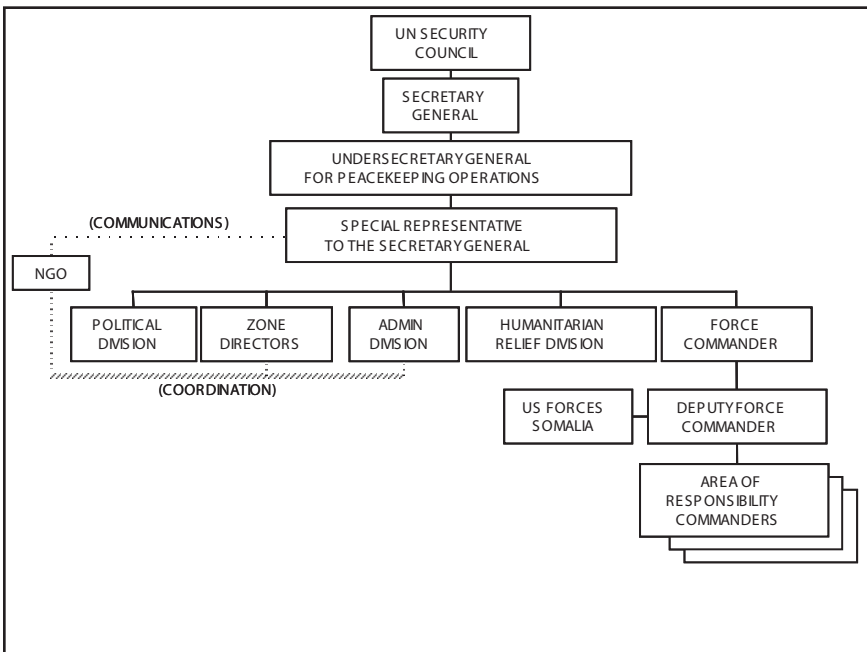 UN SECURITY
COUNCIL
SECRETARY
GENERAL
UNDERSECRETARY GENERAL
FOR PEACEKEEPING OPERATIONS
(COMMUNICATIONS)
SPECIAL REPRESENTATIVE
TO THE SECRETARY GENERAL
NGO
POLITICAL
DIVISION
ZONE
DIRECTORS
ADMIN
DIVISION
HUMANITARIAN
RELIEF DIVISION
FORCE
COMMANDER
(COORDINATION)
US FORCES
SOMALIA
DEPUTY FORCE
COMMANDER
AREA OF
RESPONSIBILITY
COMMANDERS